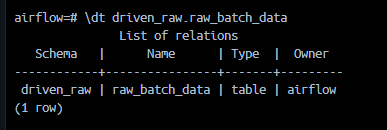 airflow=# \dt driven_raw.raw_batch_data
List of relations
Schema | Name | Type | Owner
------------+----------------+-------+---------
driven_raw | raw_batch_data | table | airflow
(1 row)